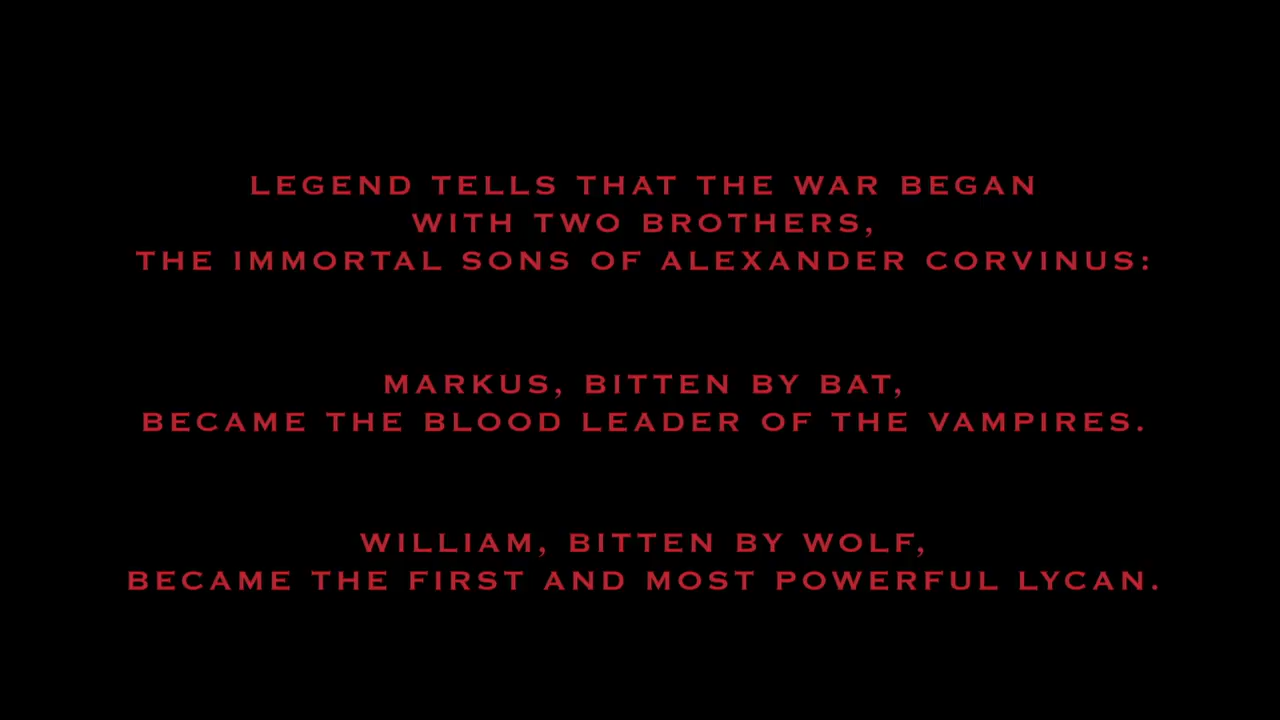 LEGEND TELLS THAT THE WAR BEGAN
WITH TWO BROTHERS,
THE IMMORTAL SONS OF ALEXANDER CORVINUS:
MARKUS, BITTEN BY BAT,
BECAME THE BLOOD LEADER OF THE VAMPIRES.
WILLIAM, BITTEN BY WOLF,
BECAME THE FIRST AND MOST POWERFUL LYCAN.